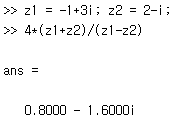 >> z1 = -1+3i; z2 = 2-i;
>> 4*(z1+z2)/(z1-z2)
ans =
0.8000 - 1.6000i